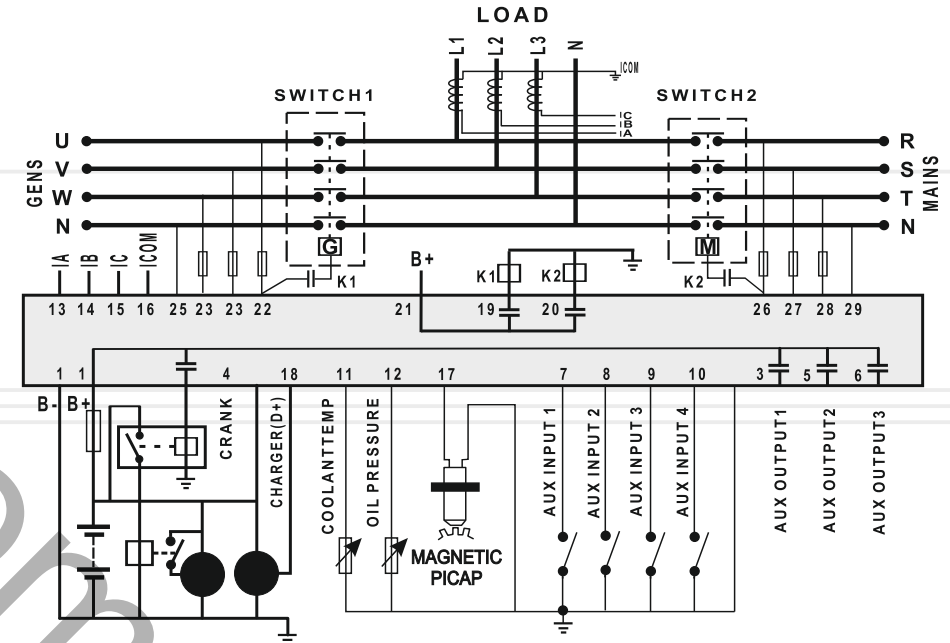 LOAD
L1
L2
L3
N
ICOM
SWITCH1
SWITCH2
IC
IB
IA
U
R
V
S
W
T
N
N
GENS
MAINS
G
M
IA
IB
IC
ICOM
K1
B+
K1
K2
K2
13 14 15 16 25 23 23 22 21 19 20 26 27 28 29
1 1 4 18 11 12 17 7 8 9 10 3 5 6
B- B+
CRANK
CHARGER(D+)
COOLANTTEMP
OIL PRESSURE
MAGNETIC
PICAP
AUX INPUT 1
AUX INPUT 2
AUX INPUT 3
AUX INPUT 4
AUX OUTPUT1
AUX OUTPUT2
AUX OUTPUT3
om